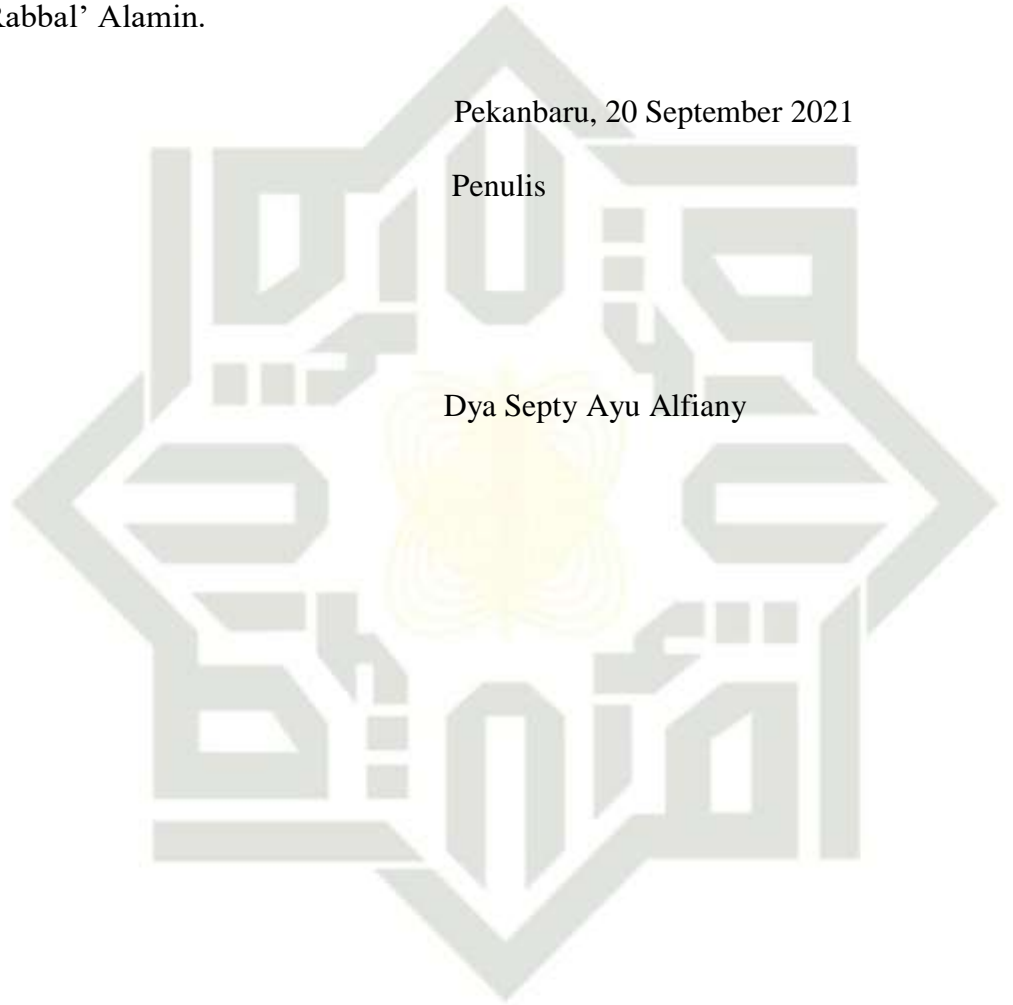 Rabbal’ Alamin.
Pekanbaru, 20 September 2021
Penulis
Dya Septy Ayu Alfiany